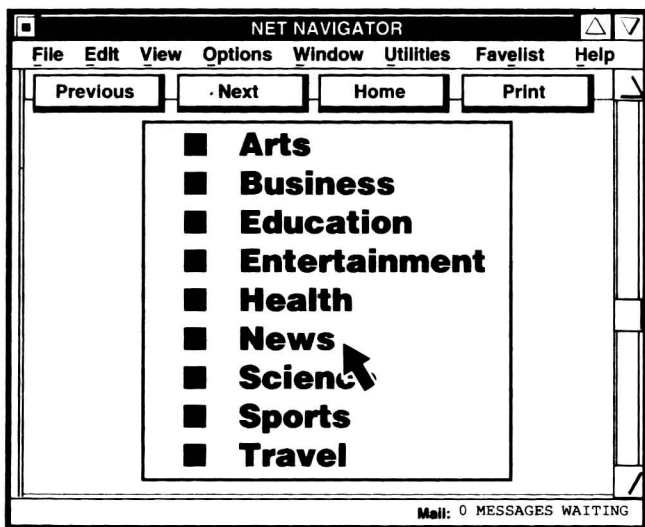 NET NAVIGATOR
File Edit View Options Window Utilities Favelist Help
Previous Next Home Print
Arts
Business
Education
Entertainment
Health
News
Science
Sports
Travel
Mail: 0 MESSAGES WAITING